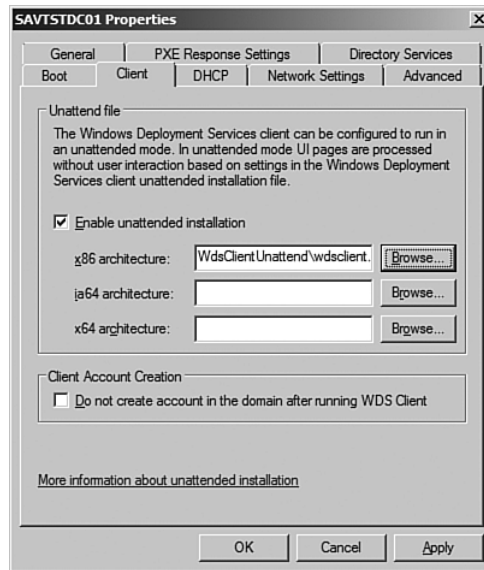 SAVTSTDC01 Properties
General PXE Response Settings Directory Services
Boot Client DHCP Network Settings Advanced
Unattend file
The Windows Deployment Services client can be configured to run in
an unattended mode. In unattended mode UI pages are processed
without user interaction based on settings in the Windows Deployment
Services client unattended installation file.
Enable unattended installation
x86 architecture: WdsClientUnattend\wdsclient. Browse...
ia64 architecture: Browse...
x64 architecture: Browse...
Client Account Creation
Do not create account in the domain after running WDS Client
More information about unattended installation
OK Cancel Apply